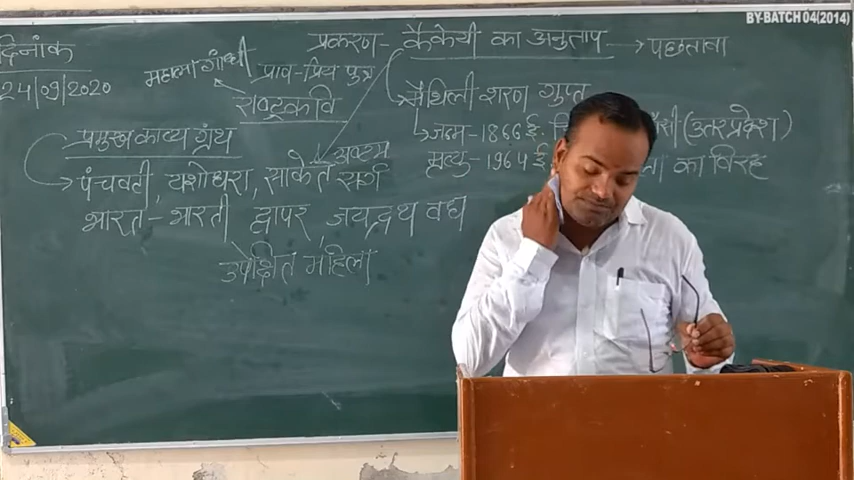 BY-BATCH 04(2014)
दिनांक
24/09/2020
प्रकरण- कैकेयी का अनुताप → पछतावा
महात्मा गाँधी
राष्ट्रकवि
मैथिली शरण गुप्त
जन्म - 1866 ई. (उत्तरप्रदेश)
मृत्यु - 1964 ई का विरह
प्रमुख काव्य ग्रंथ
पंचवटी, यशोधरा, साकेत अष्टम सर्ग
भारत-भारती द्वापर, जयद्रथ वध
उपेक्षित महिला